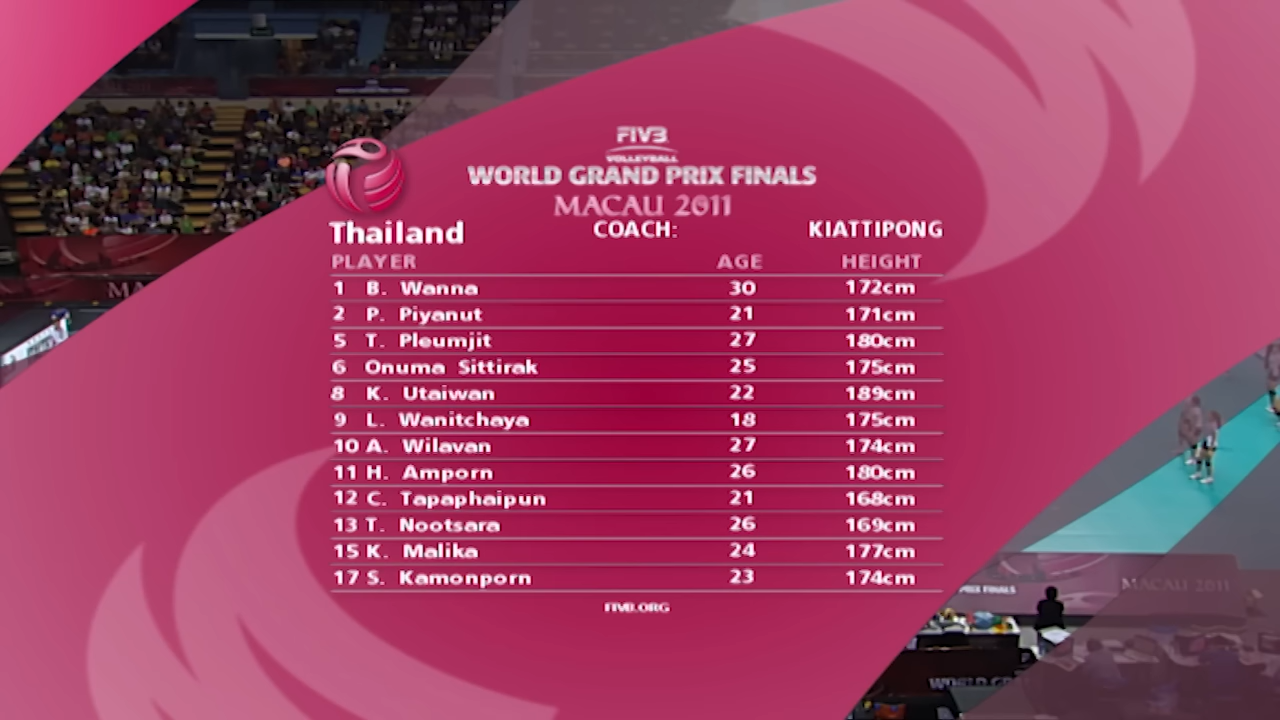 FIVB
VOLLEYBALL
WORLD GRAND PRIX FINALS
MACAU 2011
Thailand COACH: KIATTIPONG
PLAYER AGE HEIGHT
1 B. Wanna 30 172cm
2 P. Piyanut 21 171cm
5 T. Pleumjit 27 180cm
6 Onuma Sittirak 25 175cm
8 K. Utaiwan 22 189cm
9 L. Wanitchaya 18 175cm
10 A. Wilavan 27 174cm
11 H. Amporn 26 180cm
12 C. Tapaphaipun 21 168cm
13 T. Nootsara 26 169cm
15 K. Malika 24 177cm
17 S. Kamonporn 23 174cm
FIVB.ORG
PRIX FINALS
MACAU 2011